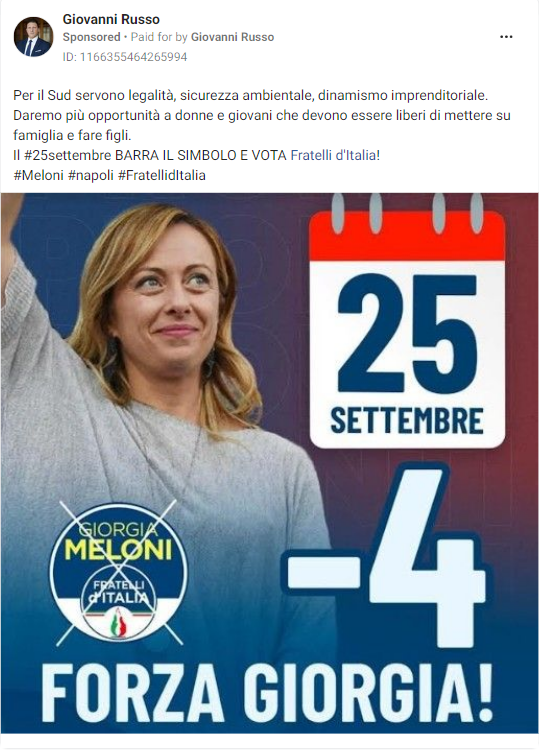 Giovanni Russo
Sponsored • Paid for by Giovanni Russo
ID: 1166355464265994
Per il Sud servono legalità, sicurezza ambientale, dinamismo imprenditoriale.
Daremo più opportunità a donne e giovani che devono essere liberi di mettere su
famiglia e fare figli.
Il #25settembre BARRA IL SIMBOLO E VOTA Fratelli d'Italia!
#Meloni #napoli #FratellidItalia
25
SETTEMBRE
-4
GIORGIA
MELONI
FRATELLI
d'ITALIA
FORZA GIORGIA!